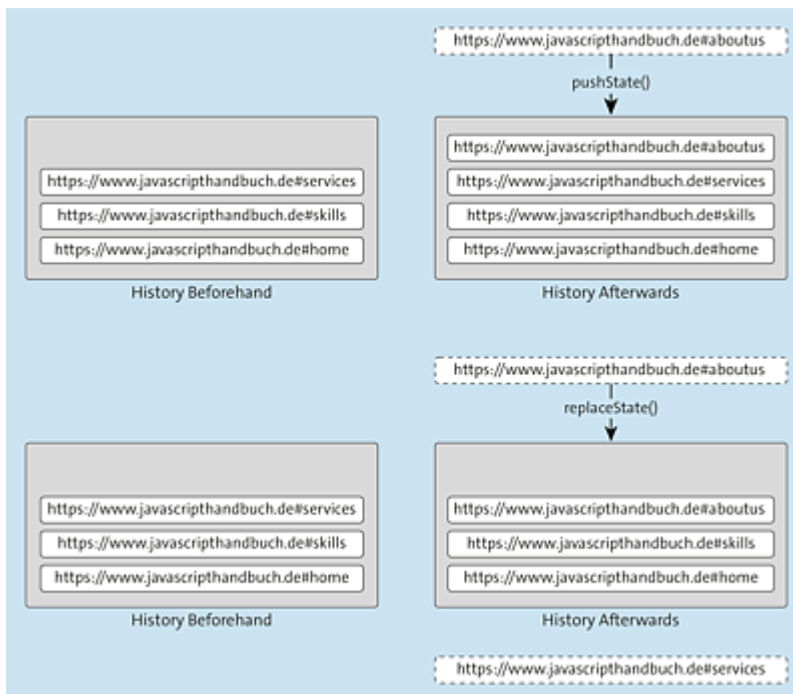 https://www.javascripthandbuch.de#aboutus
pushState()
https://www.javascripthandbuch.de#services
https://www.javascripthandbuch.de#skills
https://www.javascripthandbuch.de#home
History Beforehand
https://www.javascripthandbuch.de#aboutus
https://www.javascripthandbuch.de#services
https://www.javascripthandbuch.de#skills
https://www.javascripthandbuch.de#home
History Afterwards
https://www.javascripthandbuch.de#aboutus
replaceState()
https://www.javascripthandbuch.de#services
https://www.javascripthandbuch.de#skills
https://www.javascripthandbuch.de#home
History Beforehand
https://www.javascripthandbuch.de#aboutus
https://www.javascripthandbuch.de#skills
https://www.javascripthandbuch.de#home
History Afterwards
https://www.javascripthandbuch.de#services